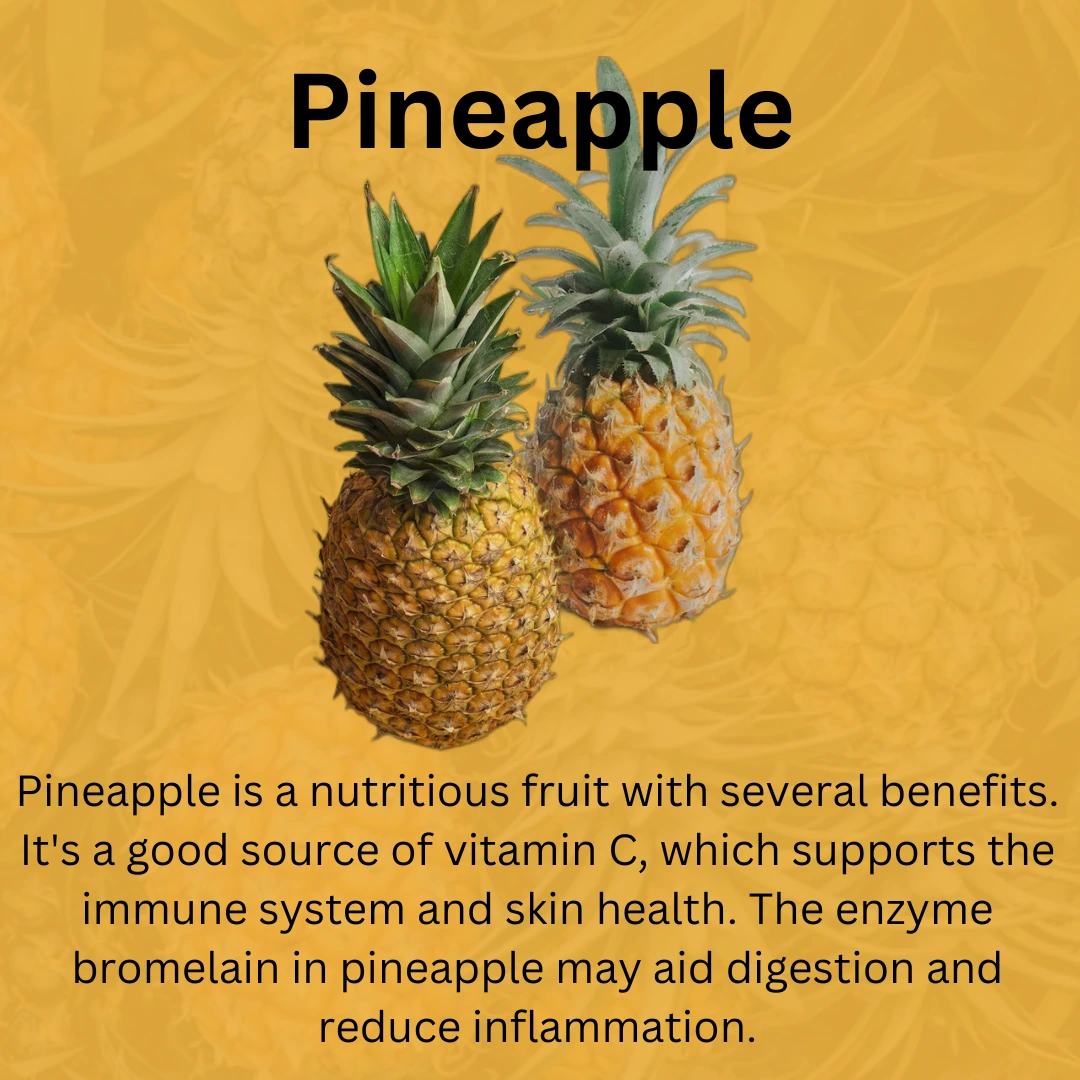 Pineapple
Pineapple is a nutritious fruit with several benefits.
It's a good source of vitamin C, which supports the
immune system and skin health. The enzyme
bromelain in pineapple may aid digestion and
reduce inflammation.